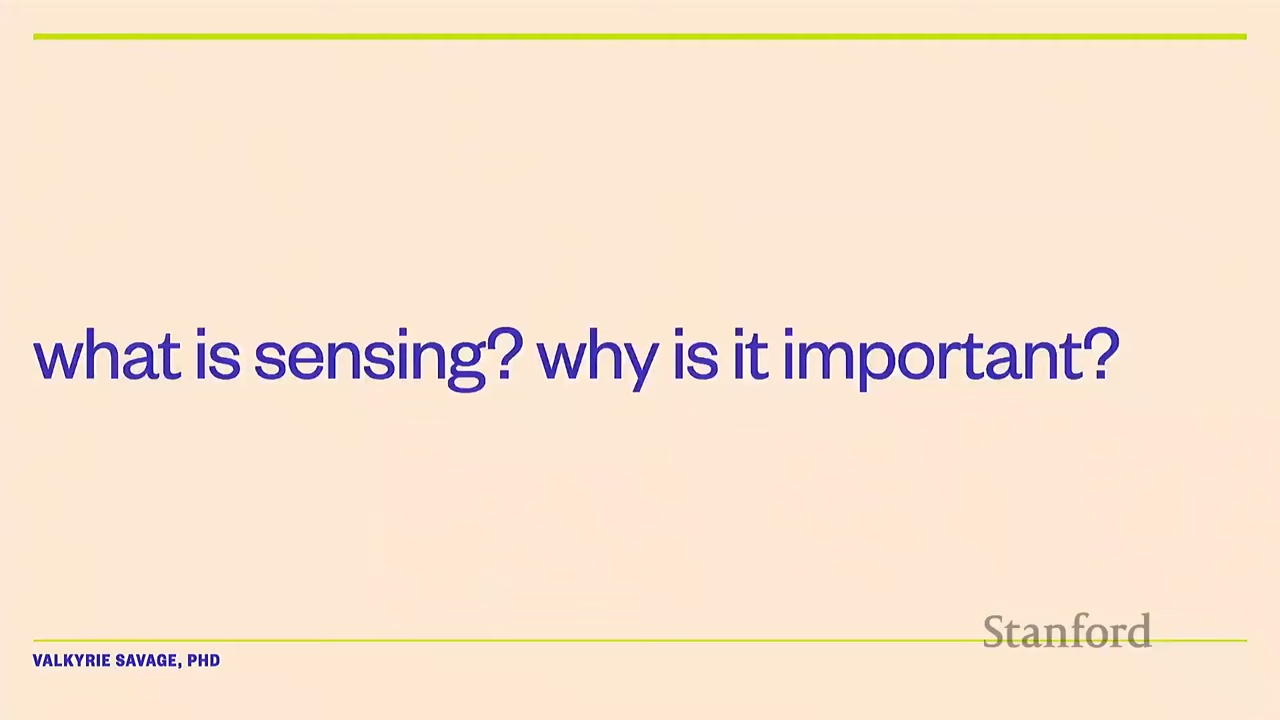 what is sensing? why is it important?
Stanford
VALKYRIE SAVAGE, PHD